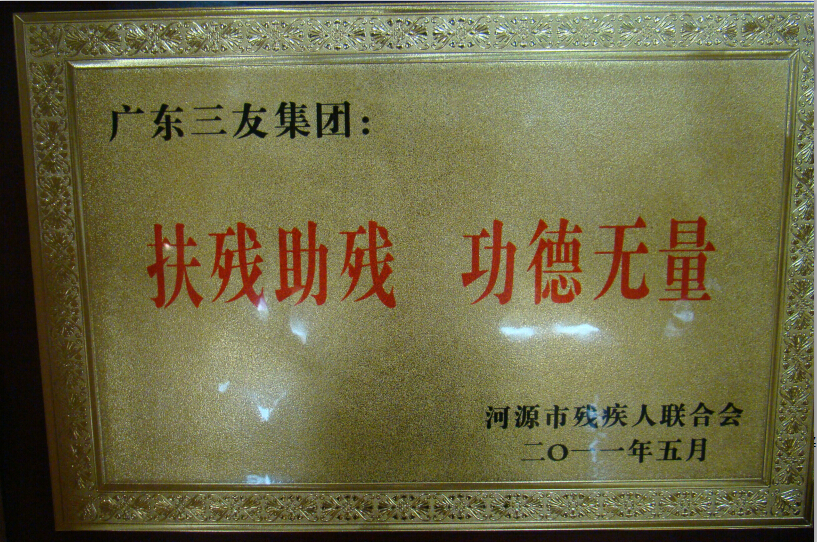 广东三友集团：
扶残助残 功德无量
河源市残疾人联合会
二〇一一年五月